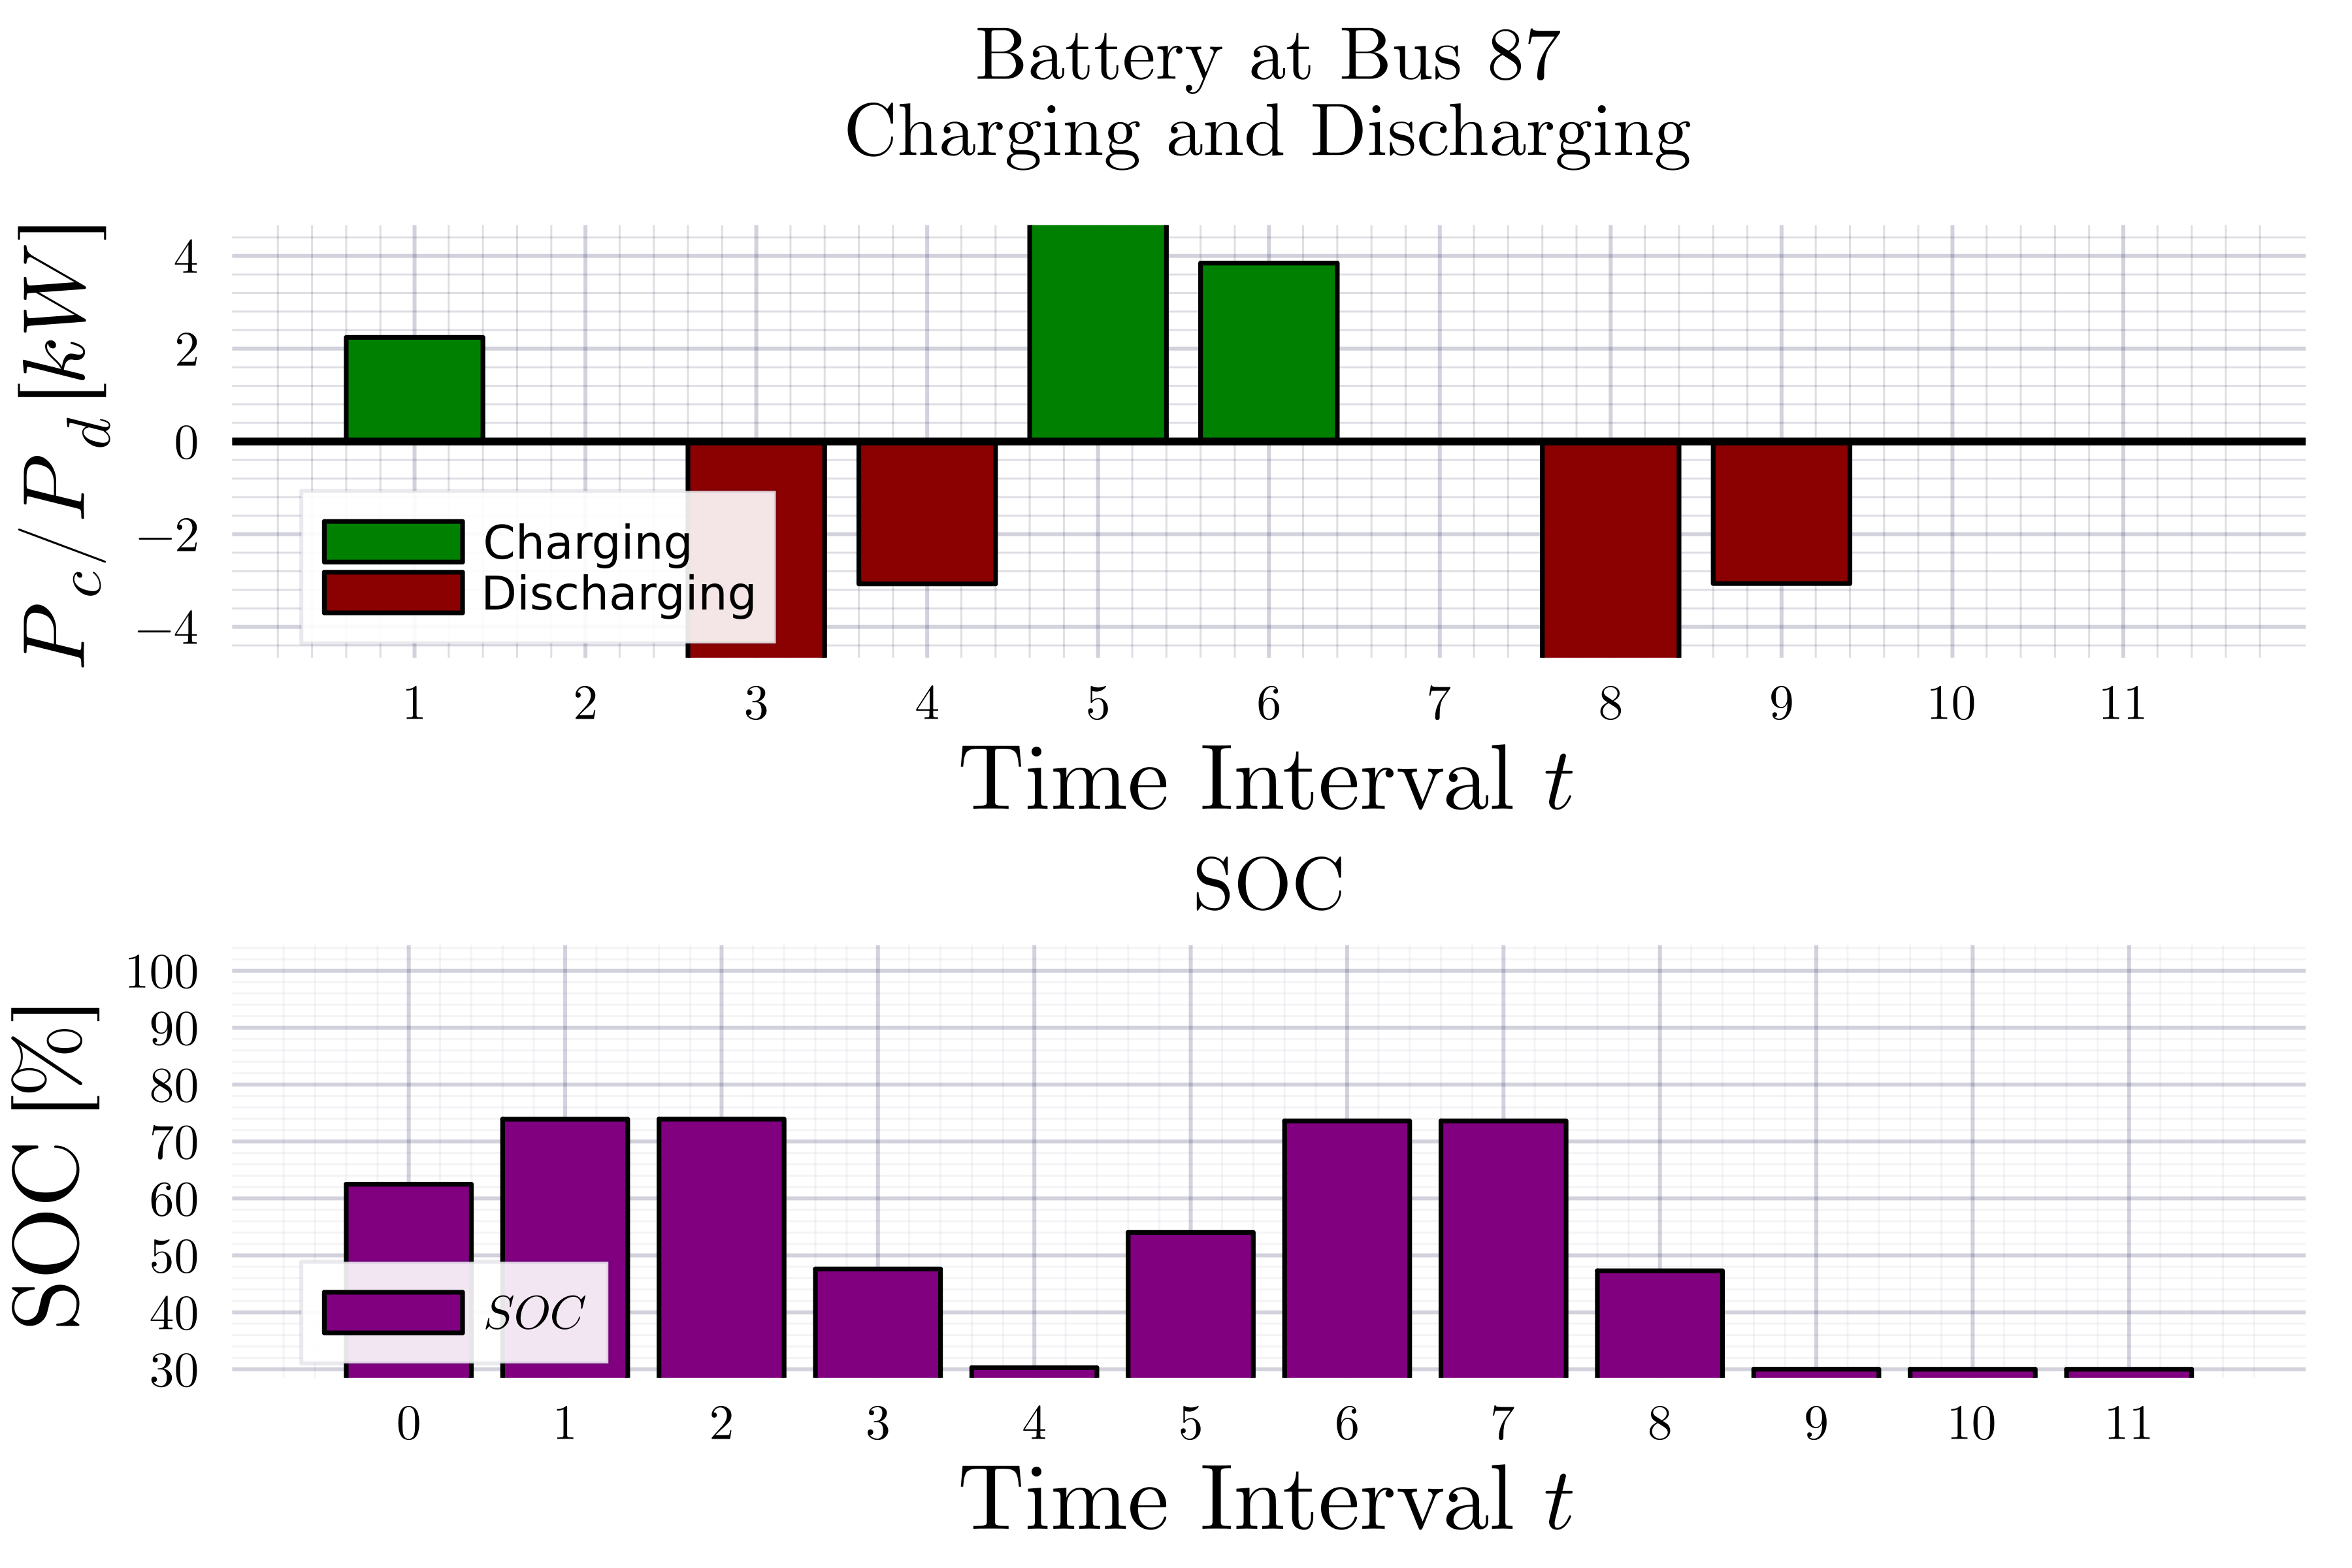 Battery at Bus 87
Charging and Discharging
P_c/P_d [kW]
4
2
0
−2
−4
Charging
Discharging
1 2 3 4 5 6 7 8 9 10 11
Time Interval t
SOC
SOC [%]
100
90
80
70
60
50
40
30
SOC
0 1 2 3 4 5 6 7 8 9 10 11
Time Interval t